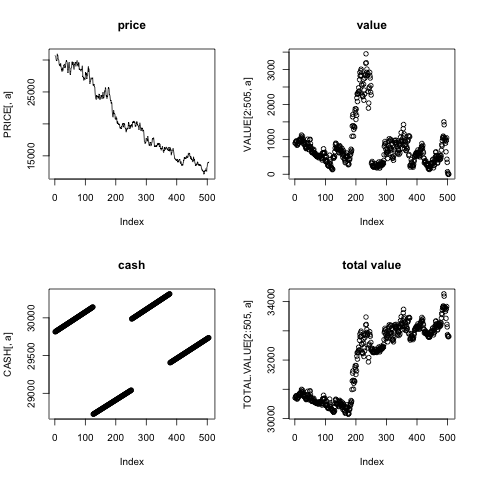 price
PRICE[, a]
15000 25000
0 100 200 300 400 500
Index
value
VALUE[2:505, a]
0 1000 2000 3000
0 100 200 300 400 500
Index
cash
CASH[, a]
29000 29500 30000
0 100 200 300 400 500
Index
total value
TOTAL.VALUE[2:505, a]
30000 32000 34000
0 100 200 300 400 500
Index